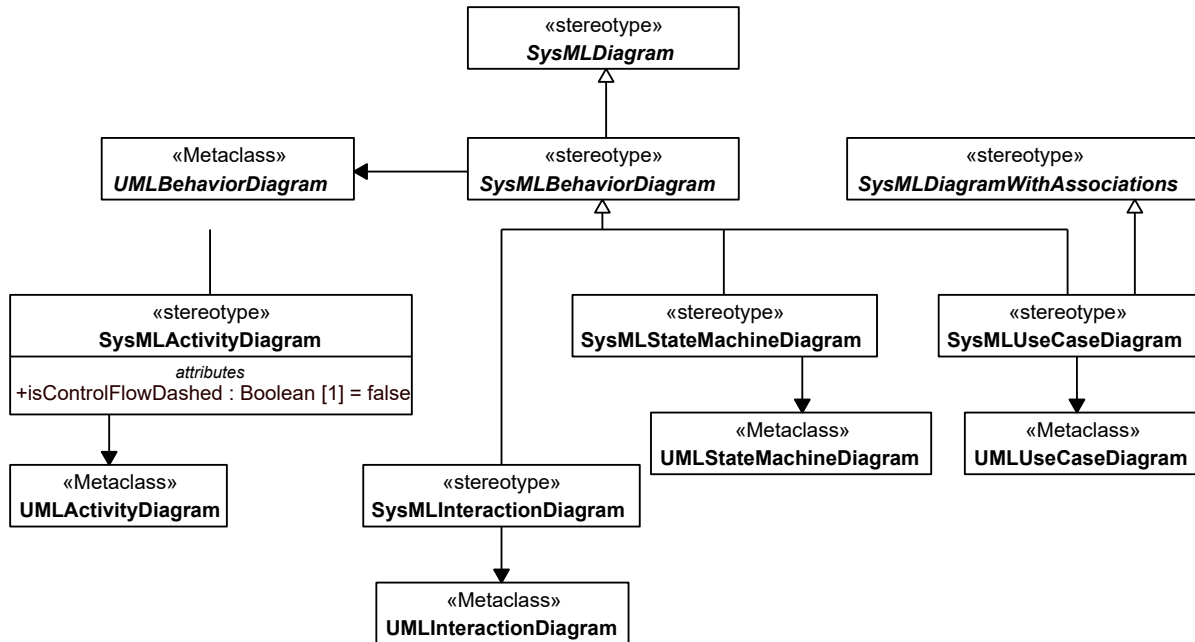 «stereotype»
SysMLDiagram
«Metaclass»
UMLBehaviorDiagram
«stereotype»
SysMLBehaviorDiagram
«stereotype»
SysMLDiagramWithAssociations
«stereotype»
SysMLActivityDiagram
attributes
+isControlFlowDashed : Boolean [1] = false
«stereotype»
SysMLStateMachineDiagram
«stereotype»
SysMLUseCaseDiagram
«Metaclass»
UMLStateMachineDiagram
«Metaclass»
UMLUseCaseDiagram
«Metaclass»
UMLActivityDiagram
«stereotype»
SysMLInteractionDiagram
«Metaclass»
UMLInteractionDiagram